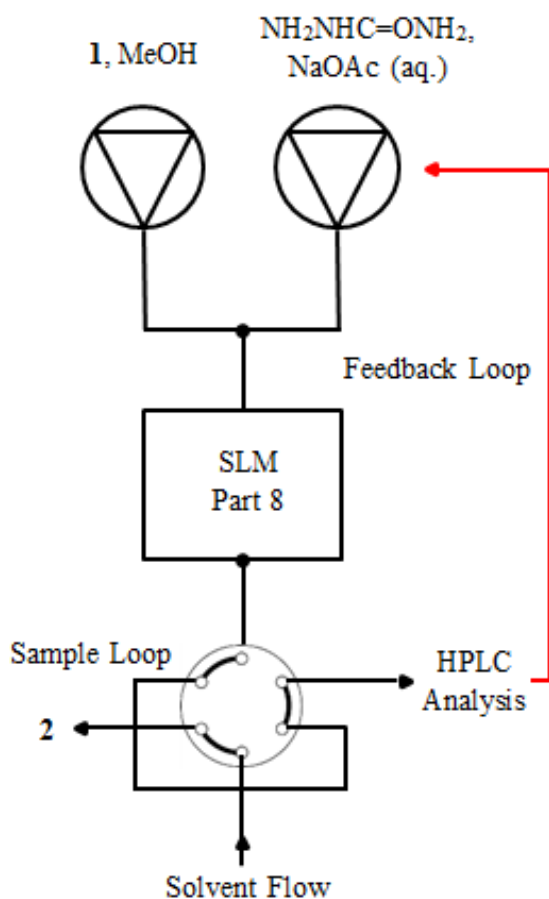 1, MeOH
NH2NHC=ONH2,
NaOAc (aq.)
Feedback Loop
SLM
Part 8
Sample Loop
HPLC
Analysis
2
Solvent Flow